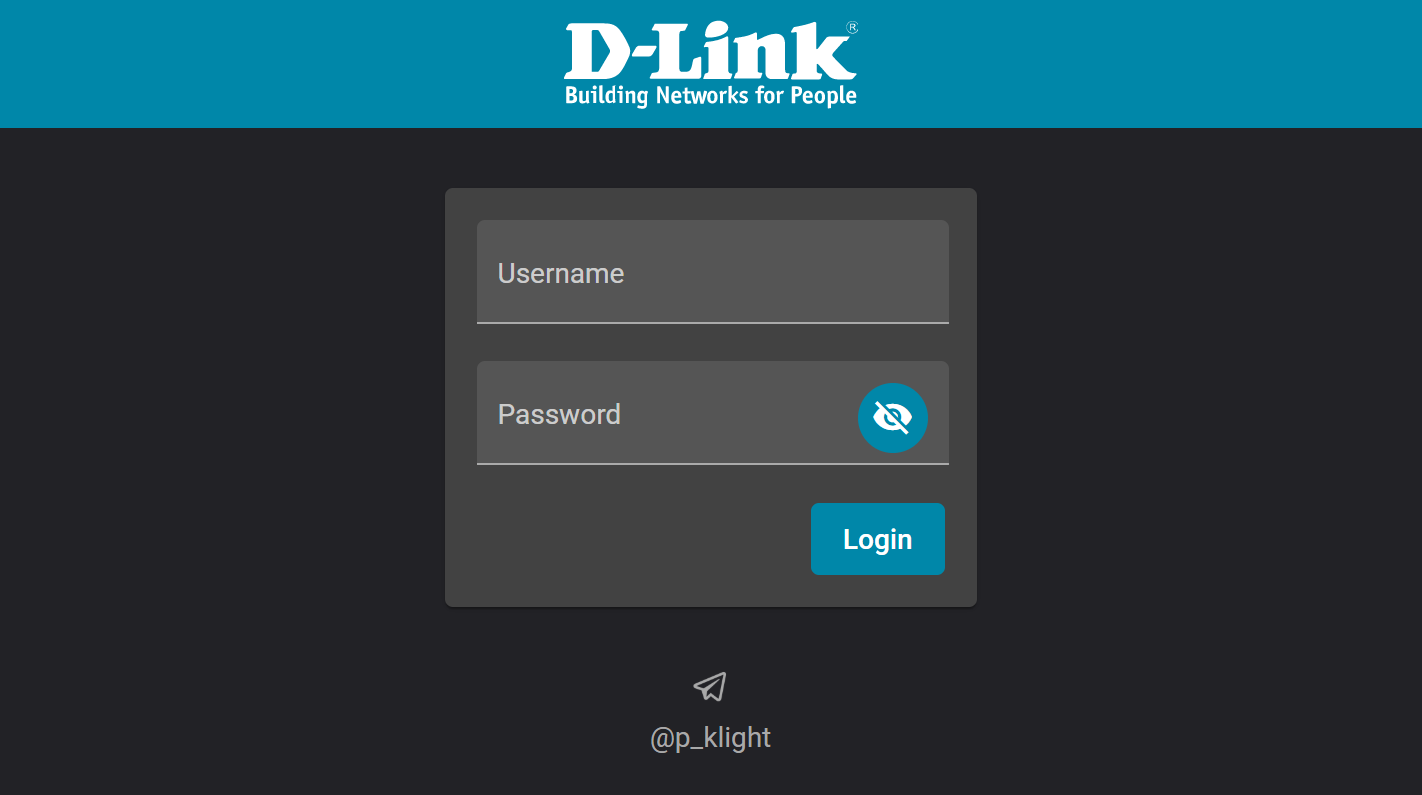 D-Link®
Building Networks for People
Username
Password
Login
@p_klight